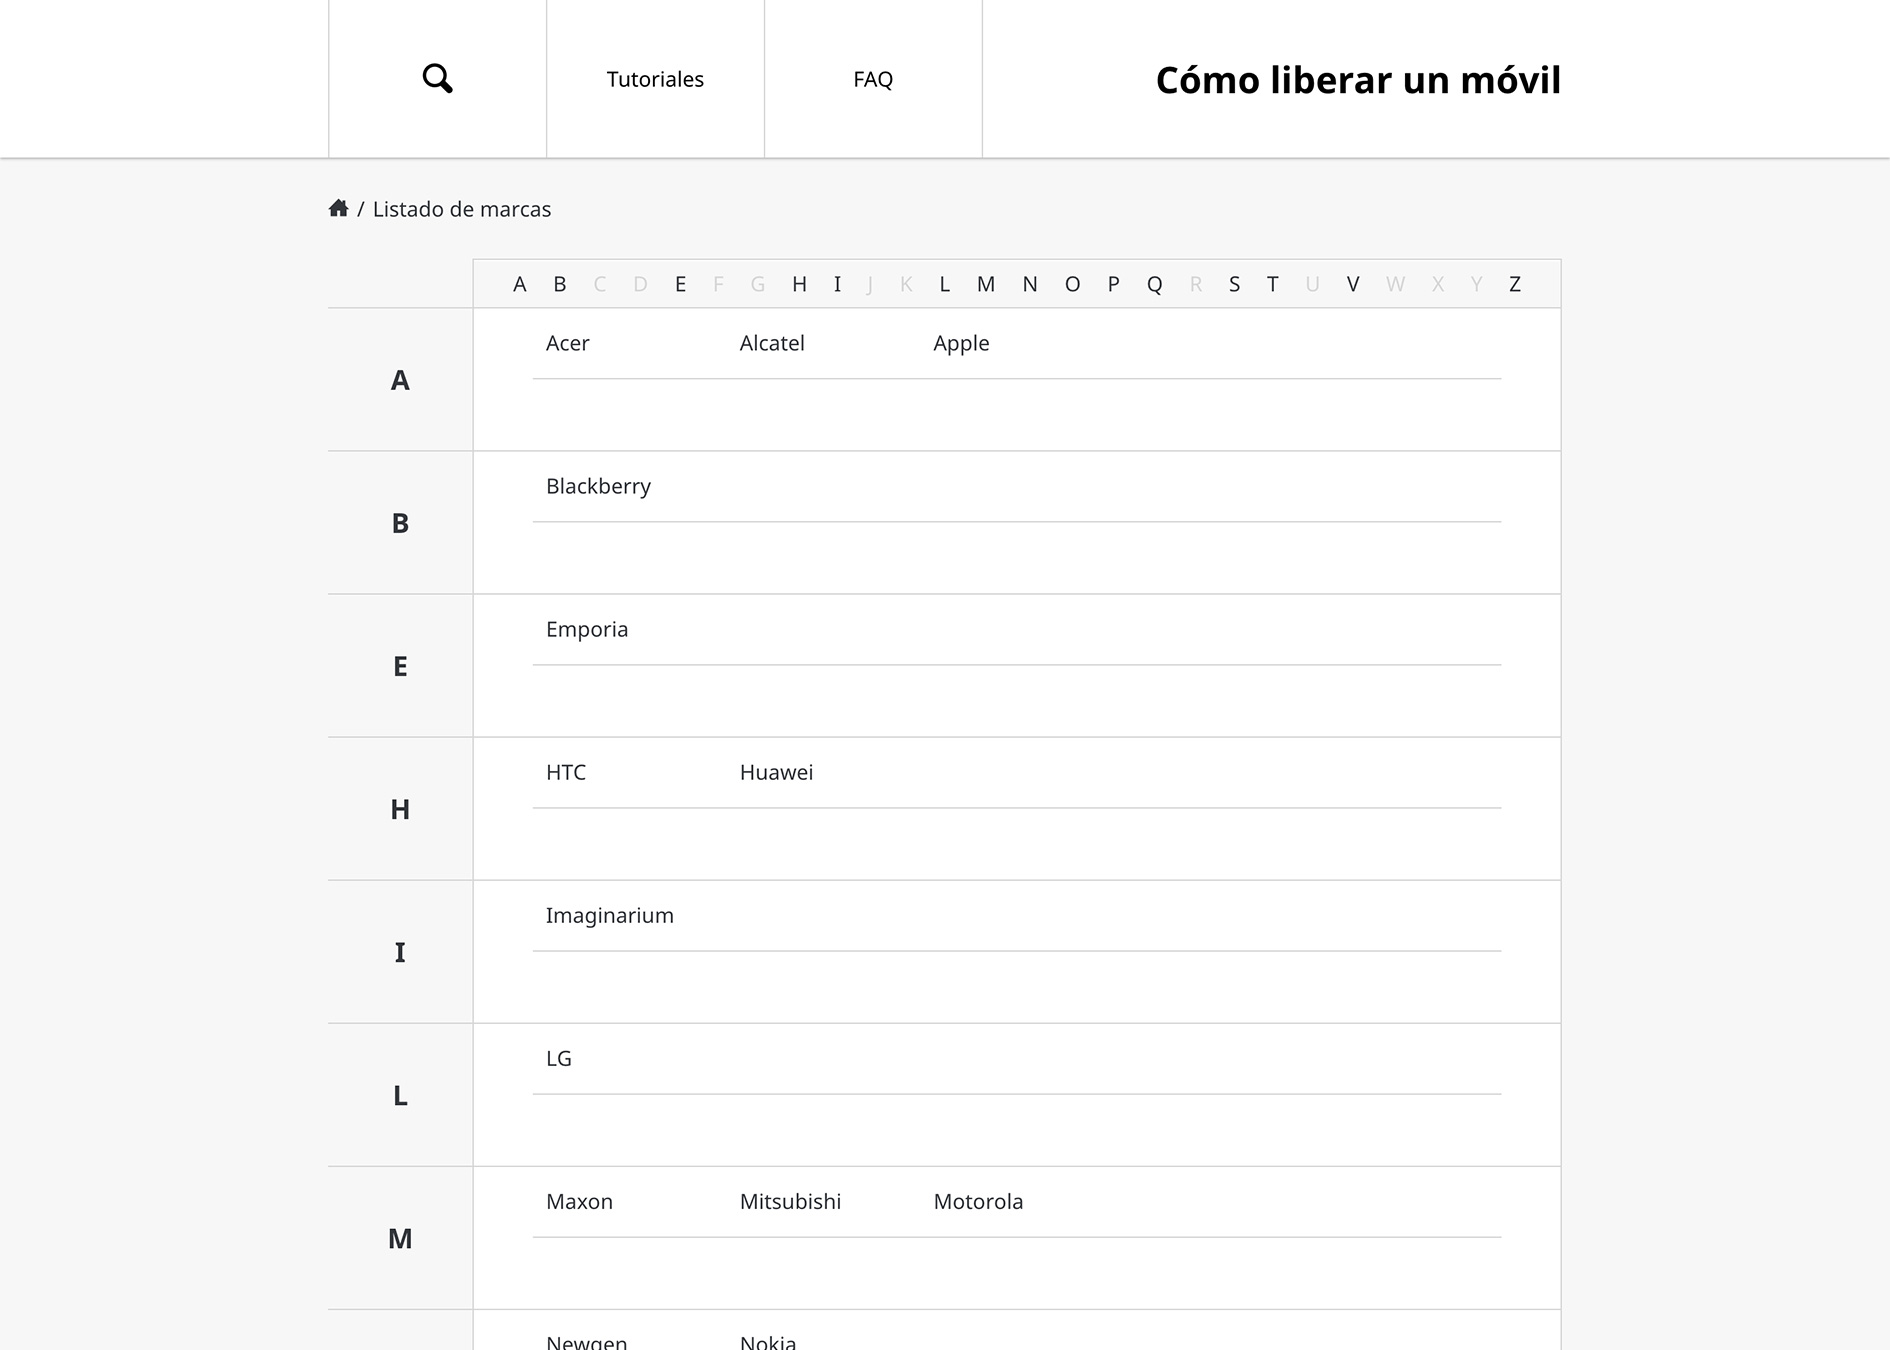 Tutoriales FAQ Cómo liberar un móvil
/ Listado de marcas
A B C D E F G H I J K L M N O P Q R S T U V W X Y Z
Acer Alcatel Apple
A
Blackberry
B
Emporia
E
HTC Huawei
H
Imaginarium
I
LG
L
Maxon Mitsubishi Motorola
M
Newgen Nokia